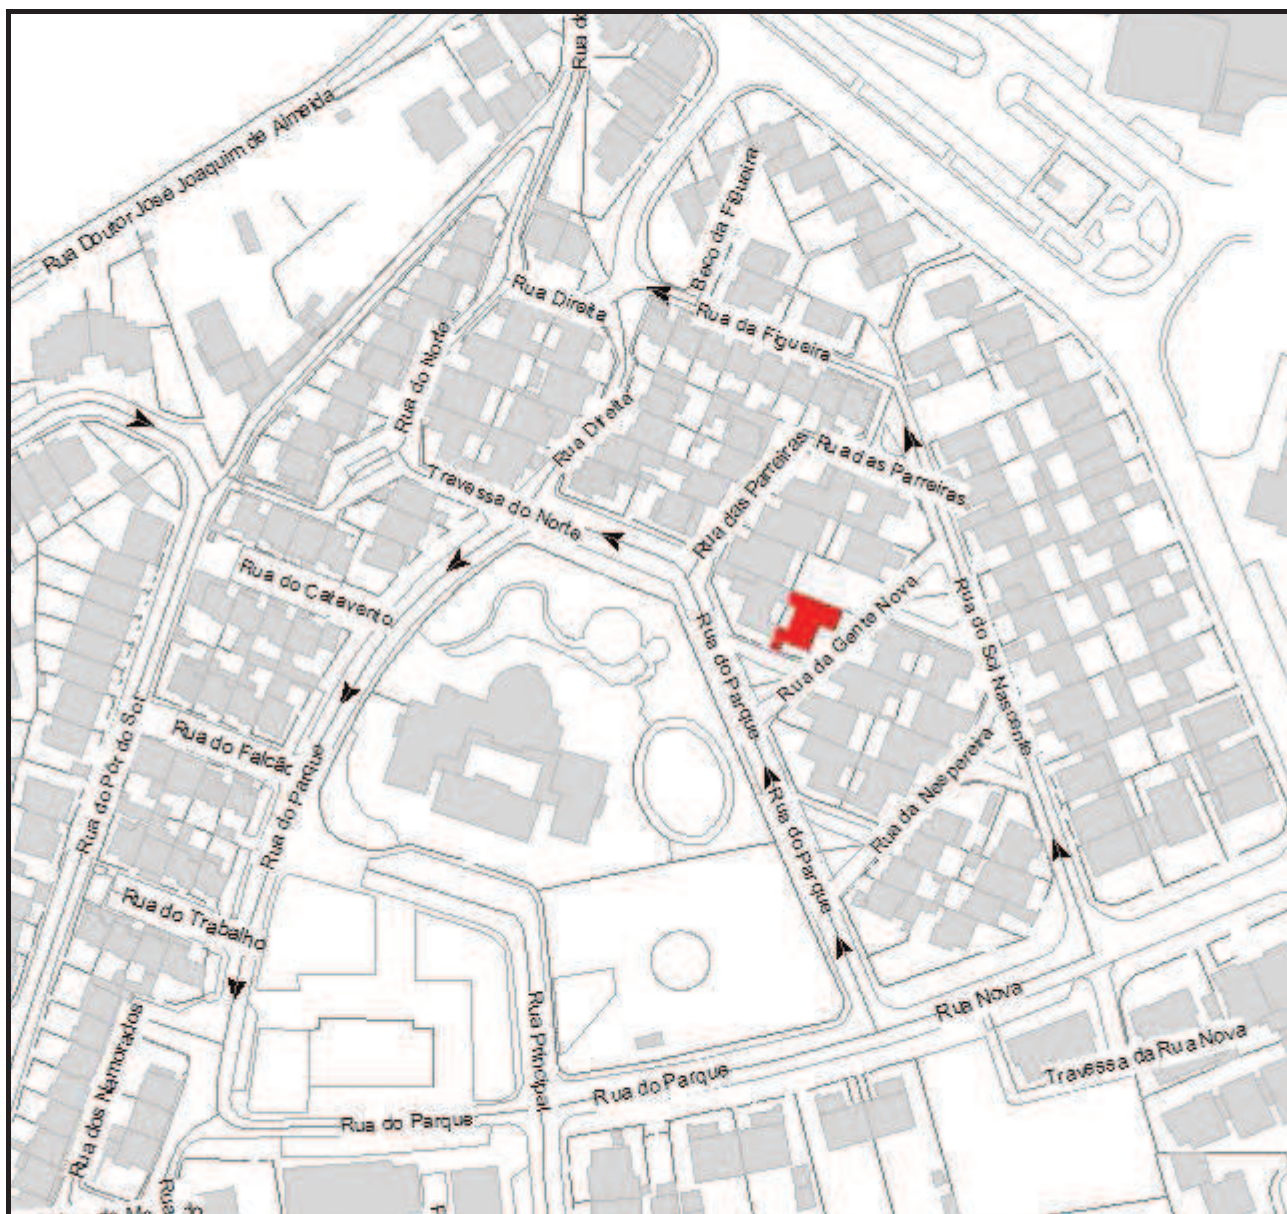 Rua do
Rua Doutor José Joaquim de Almeida
Beco da Figueira
Rua Direita
Rua da Figueira
Rua do Norte
Rua Direita
Rua das Parreiras
Rua das Parreiras
Travessa do Norte
Rua do Catavento
Rua da Gente Nova
Rua do Sol Nascente
Rua do Parque
Rua do Pôr do Sol
Rua do Falcão
Rua do Parque
Rua da Nespereira
Rua do Parque
Rua do Trabalho
Rua Nova
Rua Principal
Rua dos Namorados
Travessa da Rua Nova
Rua do Parque
Rua do Parque
Rua